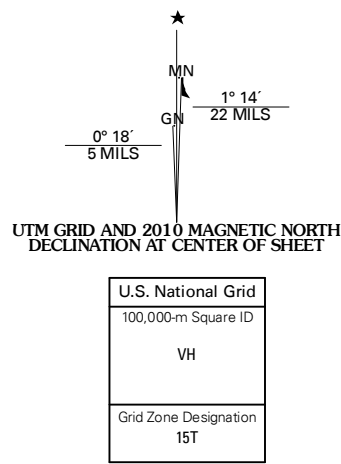 MN
1° 14´
22 MILS
GN
0° 18´
5 MILS
UTM GRID AND 2010 MAGNETIC NORTH
DECLINATION AT CENTER OF SHEET
U.S. National Grid
100,000-m Square ID
VH
Grid Zone Designation
15T